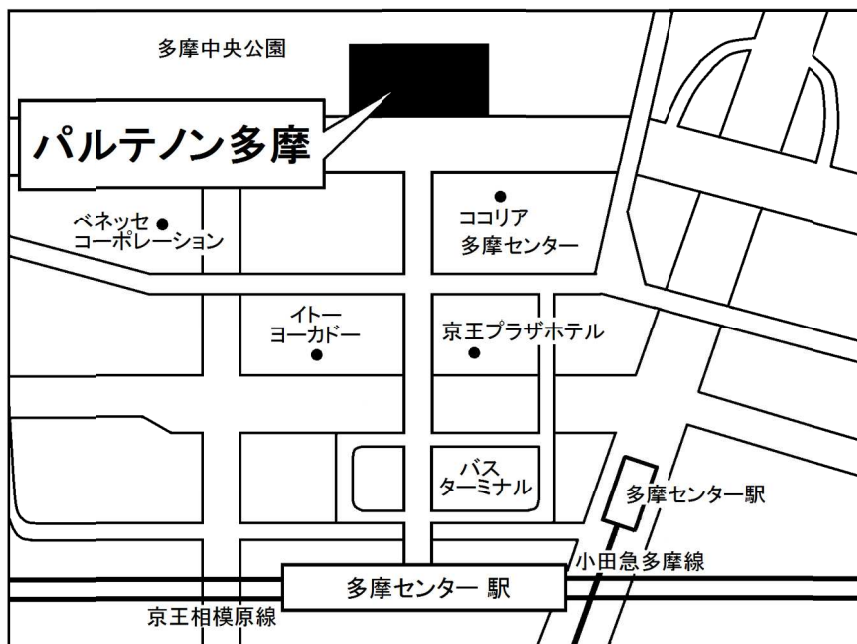 多摩中央公園
パルテノン多摩
ベネッセ
コーポレーション
ココリア
多摩センター
イトー
ヨーカドー
京王プラザホテル
バス
ターミナル
多摩センター駅
小田急多摩線
多摩センター 駅
京王相模原線